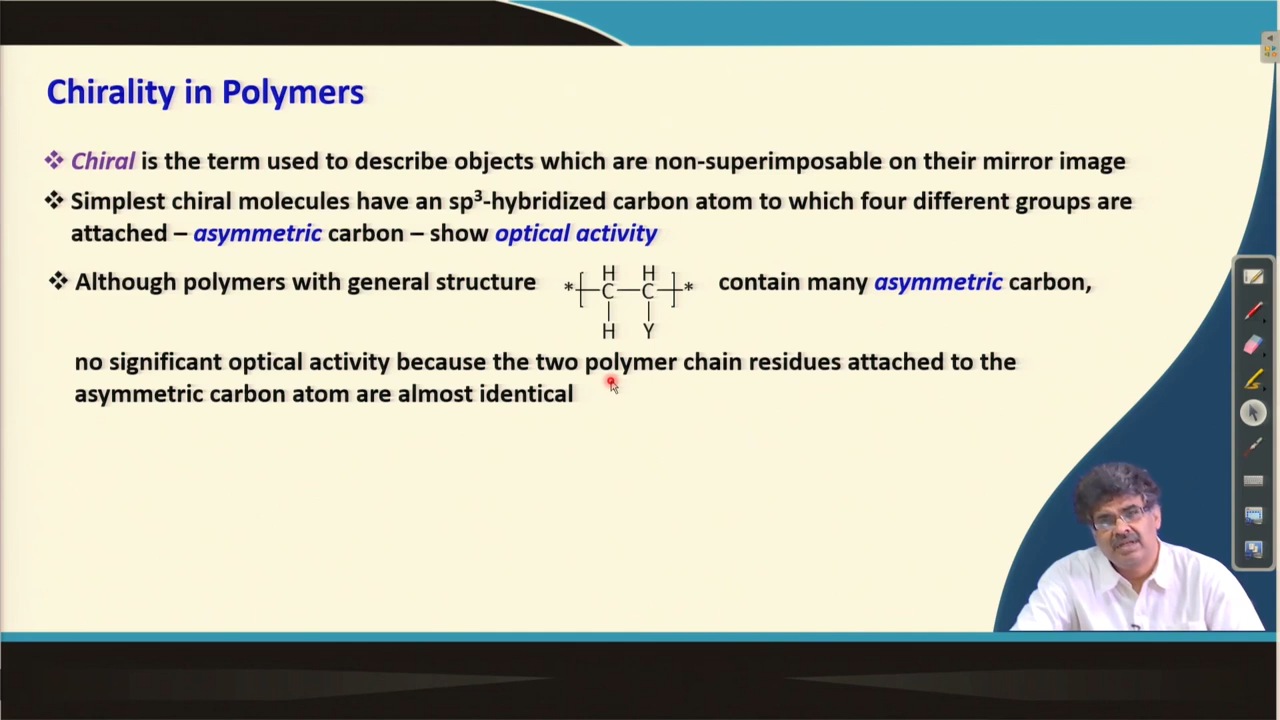 Chirality in Polymers
❖ Chiral is the term used to describe objects which are non-superimposable on their mirror image
❖ Simplest chiral molecules have an sp³-hybridized carbon atom to which four different groups are
attached – asymmetric carbon – show optical activity
H H
❖ Although polymers with general structure *[C—C]* contain many asymmetric carbon,
H Y
no significant optical activity because the two polymer chain residues attached to the
asymmetric carbon atom are almost identical